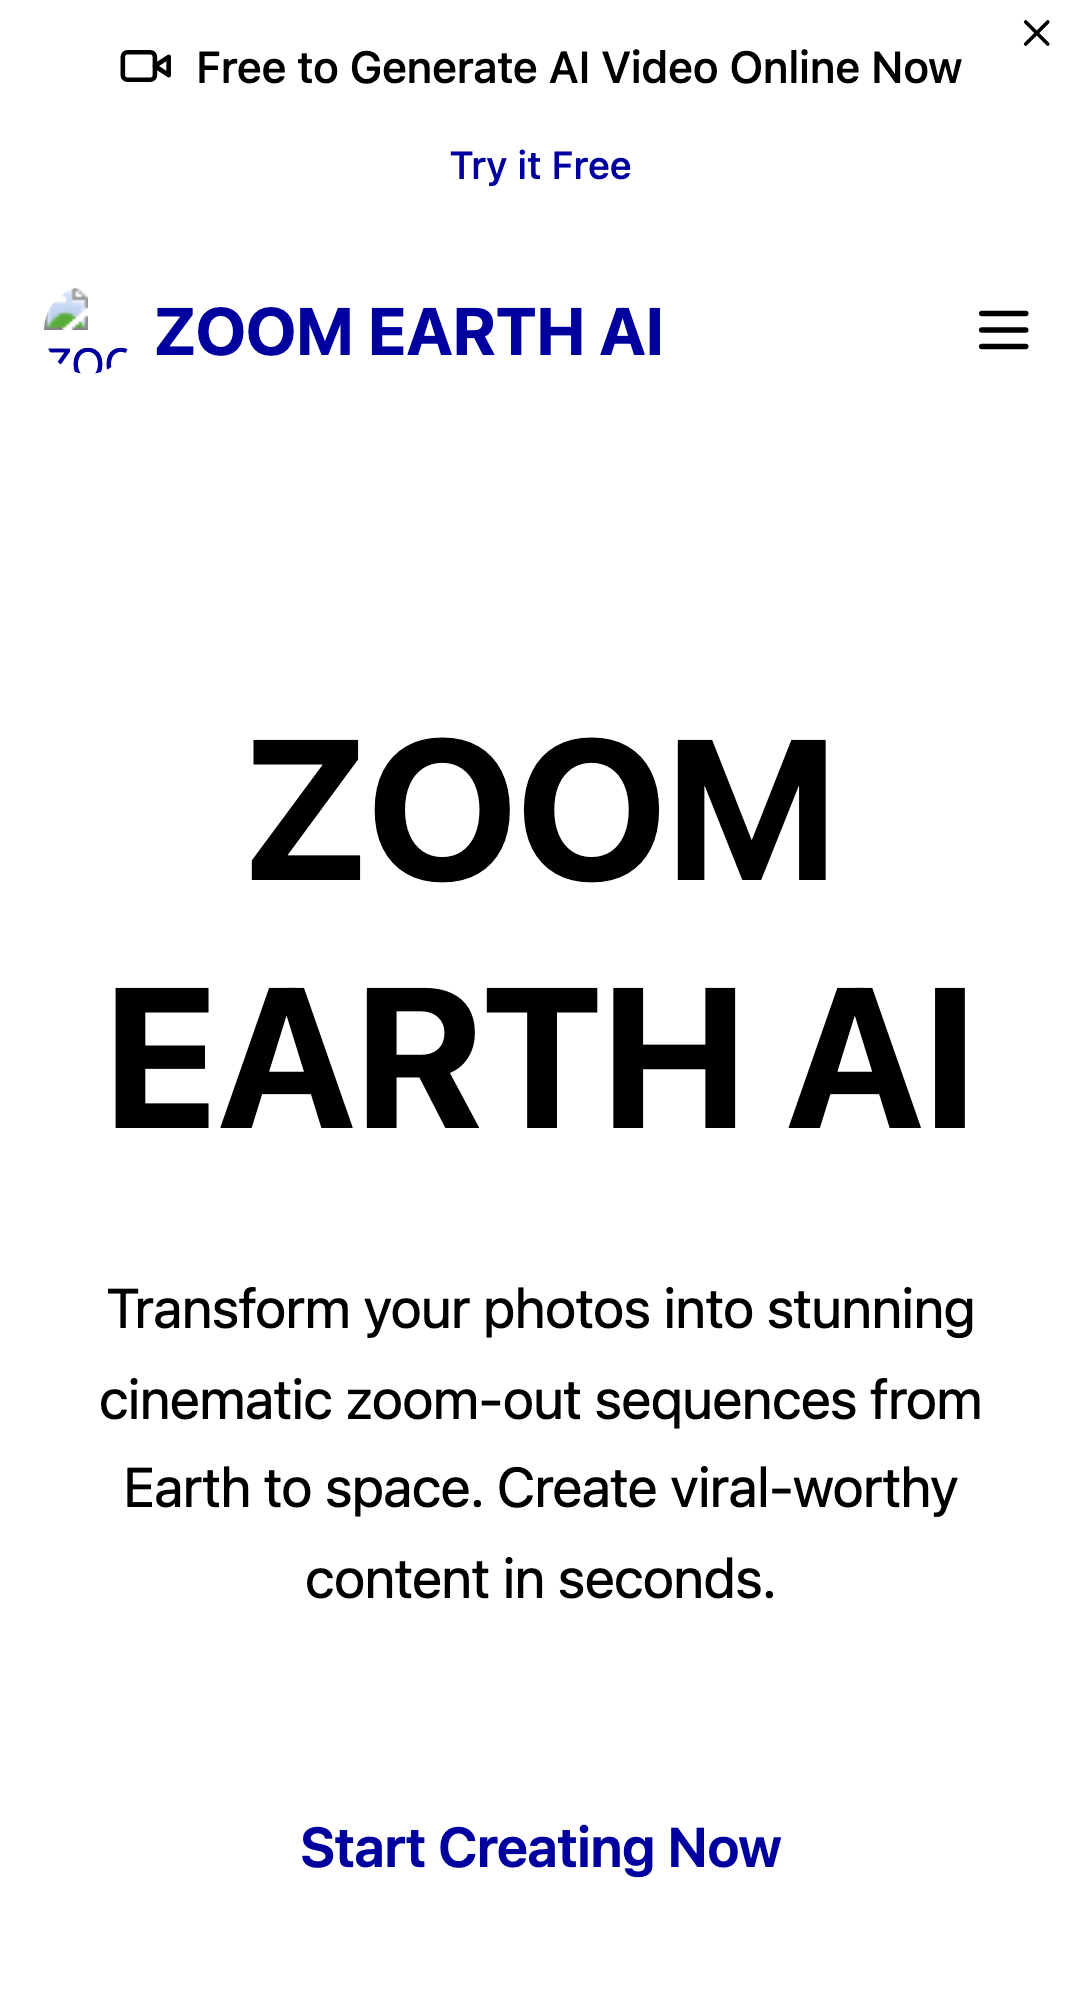 Free to Generate AI Video Online Now
Try it Free
ZOOM EARTH AI
ZOOM
EARTH AI
Transform your photos into stunning
cinematic zoom-out sequences from
Earth to space. Create viral-worthy
content in seconds.
Start Creating Now